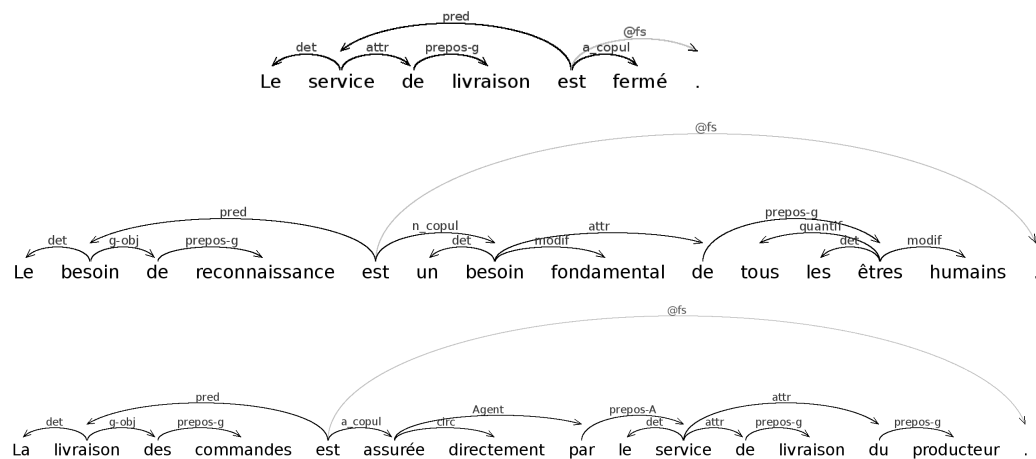 pred @fs
det attr prepos-g a_copul
Le service de livraison est fermé .
@fs
pred n_copul attr prepos-g quantif
det g-obj prepos-g det modif det modif
Le besoin de reconnaissance est un besoin fondamental de tous les êtres humains .
@fs
pred Agent prepos-A attr
det g-obj prepos-g a_copul circ det attr prepos-g prepos-g
La livraison des commandes est assurée directement par le service de livraison du producteur .